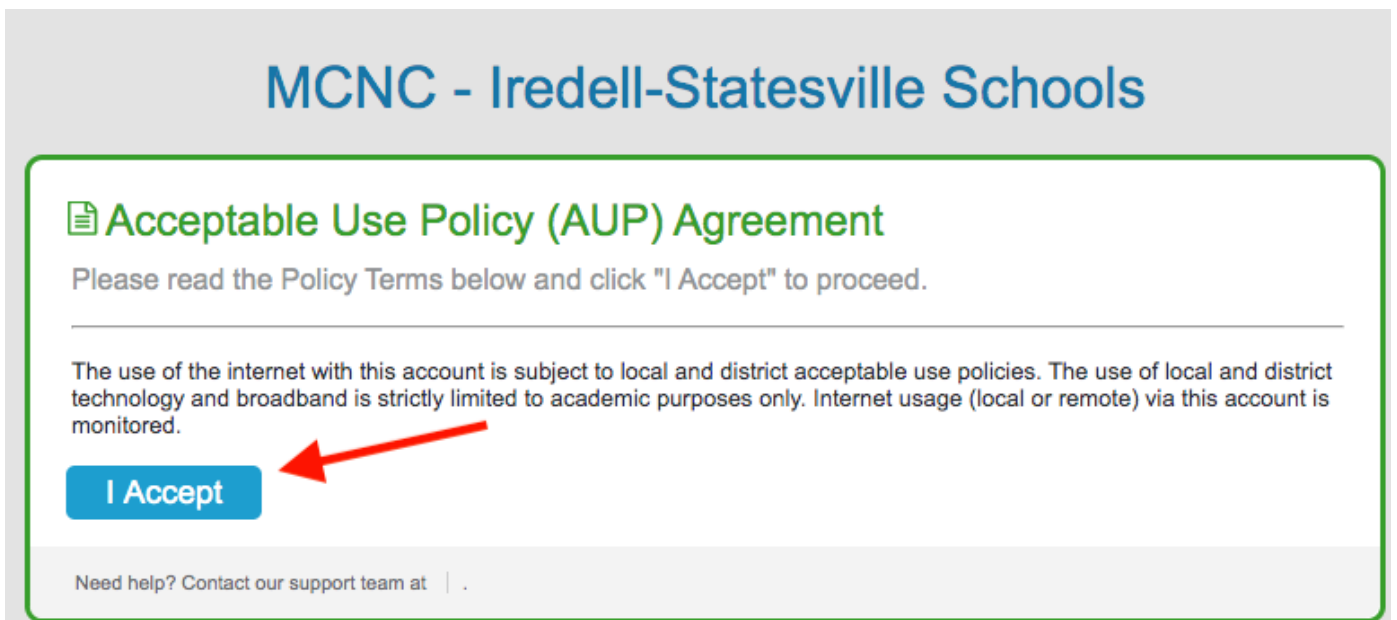 MCNC - Iredell-Statesville Schools
Acceptable Use Policy (AUP) Agreement
Please read the Policy Terms below and click "I Accept" to proceed.
The use of the internet with this account is subject to local and district acceptable use policies. The use of local and district
technology and broadband is strictly limited to academic purposes only. Internet usage (local or remote) via this account is
monitored.
I Accept
Need help? Contact our support team at | .